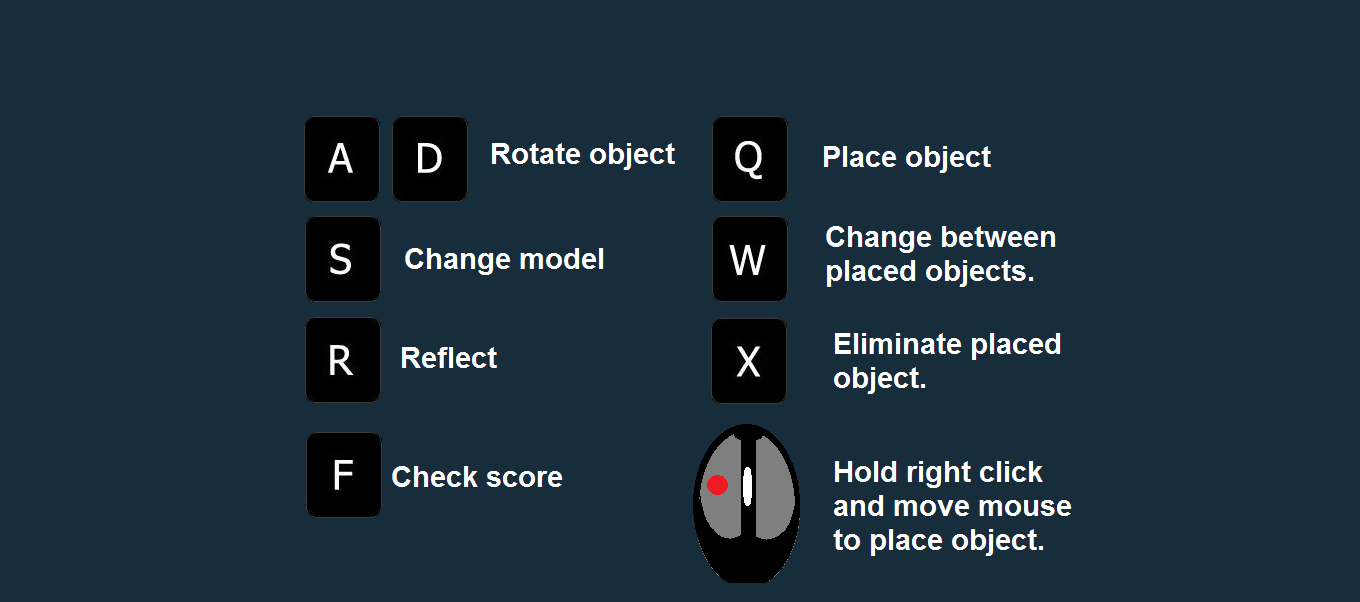 A D Rotate object
Q Place object
S Change model
W Change between
placed objects.
R Reflect
X Eliminate placed
object.
F Check score
Hold right click
and move mouse
to place object.